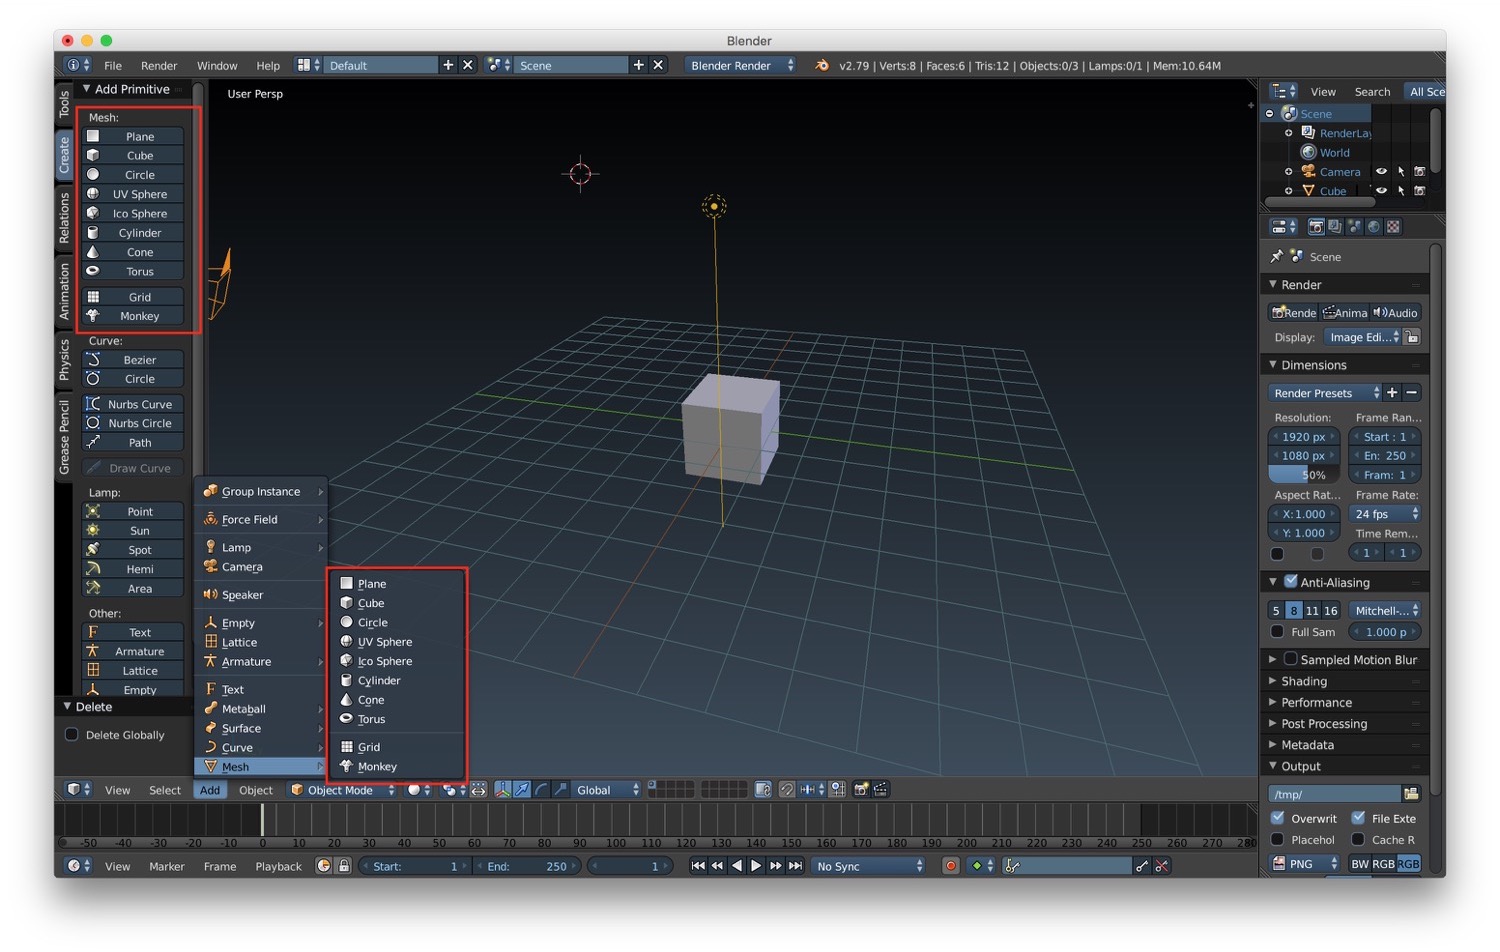 Blender
File Render Window Help Default Scene Blender Render v2.79 | Verts:8 | Faces:6 | Tris:12 | Objects:0/3 | Lamps:0/1 | Mem:10.64M
Tools
Create
Relations
Animation
Physics
Grease Pencil
Add Primitive
Mesh:
Plane
Cube
Circle
UV Sphere
Ico Sphere
Cylinder
Cone
Torus
Grid
Monkey
Curve:
Bezier
Circle
Nurbs Curve
Nurbs Circle
Path
Draw Curve
Lamp:
Point
Sun
Spot
Hemi
Area
Other:
Text
Armature
Lattice
Empty
Delete
Delete Globally
User Persp
Group Instance
Force Field
Lamp
Camera
Speaker
Empty
Lattice
Armature
Text
Metaball
Surface
Curve
Mesh
Plane
Cube
Circle
UV Sphere
Ico Sphere
Cylinder
Cone
Torus
Grid
Monkey
View Select Add Object Object Mode Global
-50 -40 -30 -20 -10 0 10 20 30 40 50 60 70 80 90 100 110 120 130 140 150 160 170 180 190 200 210 220 230 240 250 260 270 280
View Marker Frame Playback Start: 1 End: 250 1 No Sync
View Search All Sce
Scene
RenderLay
World
Camera
Cube
Scene
Render
Rende Anima Audio
Display: Image Edi...
Dimensions
Render Presets
Resolution: Frame Ran...
1920 px Start : 1
1080 px En: 250
50% Fram: 1
Aspect Rat... Frame Rate:
X:1.000 24 fps
Y: 1.000 Time Rem...
1 1
Anti-Aliasing
5 8 11 16 Mitchell-...
Full Sam 1.000 p
Sampled Motion Blur
Shading
Performance
Post Processing
Metadata
Output
/tmp/
Overwrit File Exte
Placehol Cache R
PNG BW RGB RGB